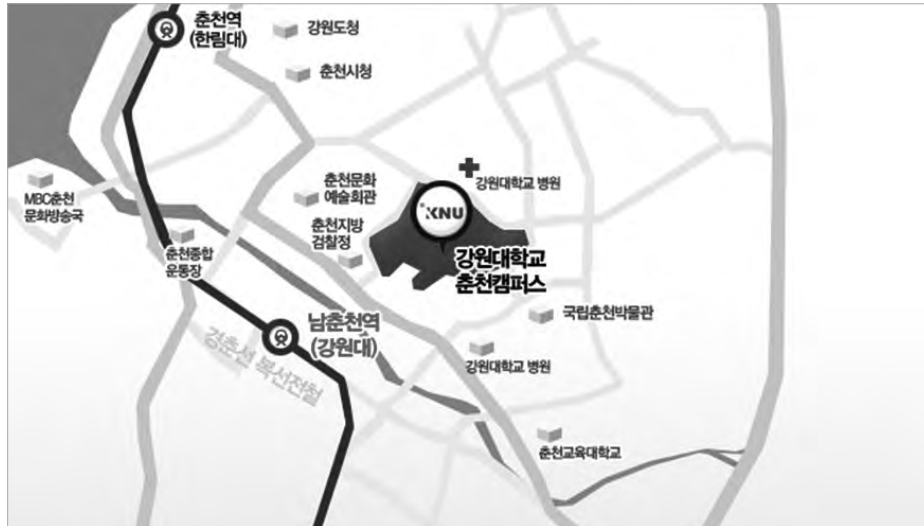 춘천역
(한림대)
강원도청
춘천시청
MBC춘천
문화방송국
춘천문화
예술회관
춘천지방
검찰청
강원대학교 병원
KNU
강원대학교
춘천캠퍼스
춘천종합
운동장
남춘천역
(강원대)
경춘선 복선전철
국립춘천박물관
강원대학교 병원
춘천교육대학교